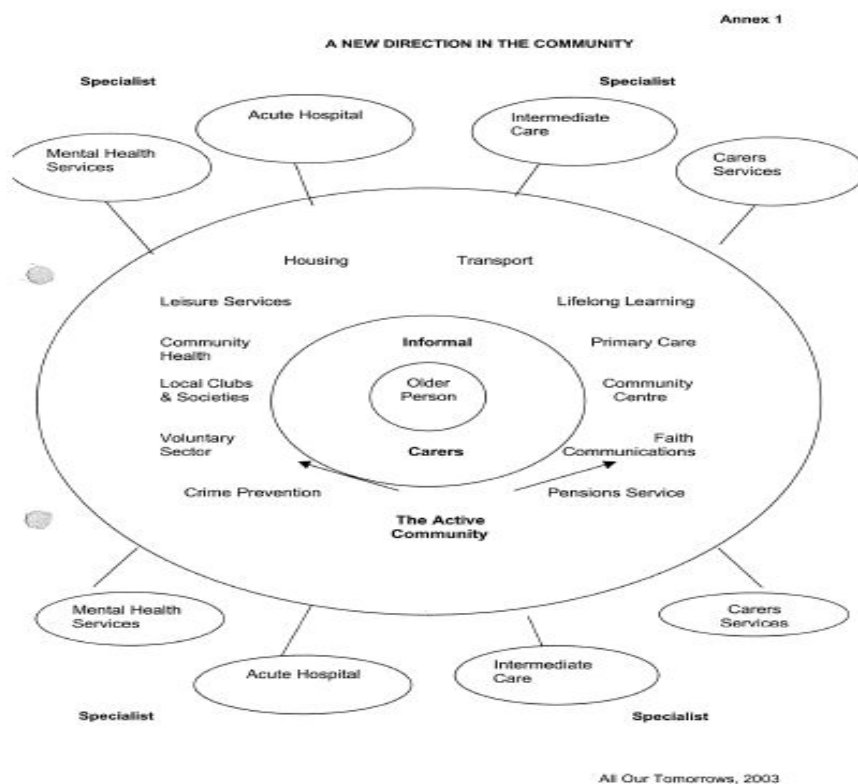 Annex 1
A NEW DIRECTION IN THE COMMUNITY
Specialist
Specialist
Acute Hospital
Intermediate
Care
Mental Health
Services
Carers
Services
Housing
Transport
Leisure Services
Lifelong Learning
Community
Health
Informal
Primary Care
Local Clubs
& Societies
Older
Person
Community
Centre
Voluntary
Sector
Carers
Faith
Communications
Crime Prevention
Pensions Service
The Active
Community
Mental Health
Services
Carers
Services
Acute Hospital
Intermediate
Care
Specialist
Specialist
All Our Tomorrows, 2003